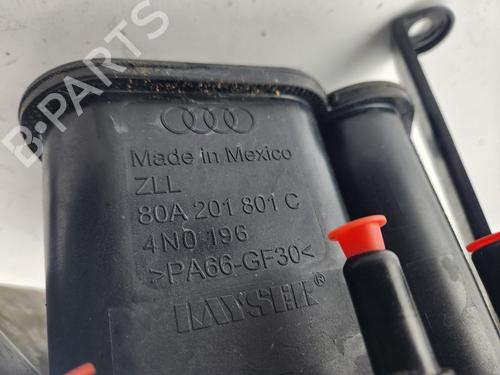 B-PARTS
Made in Mexico
ZLL
80A 201 801 C
4N0 196
>PA66-GF30<
KAYSER®